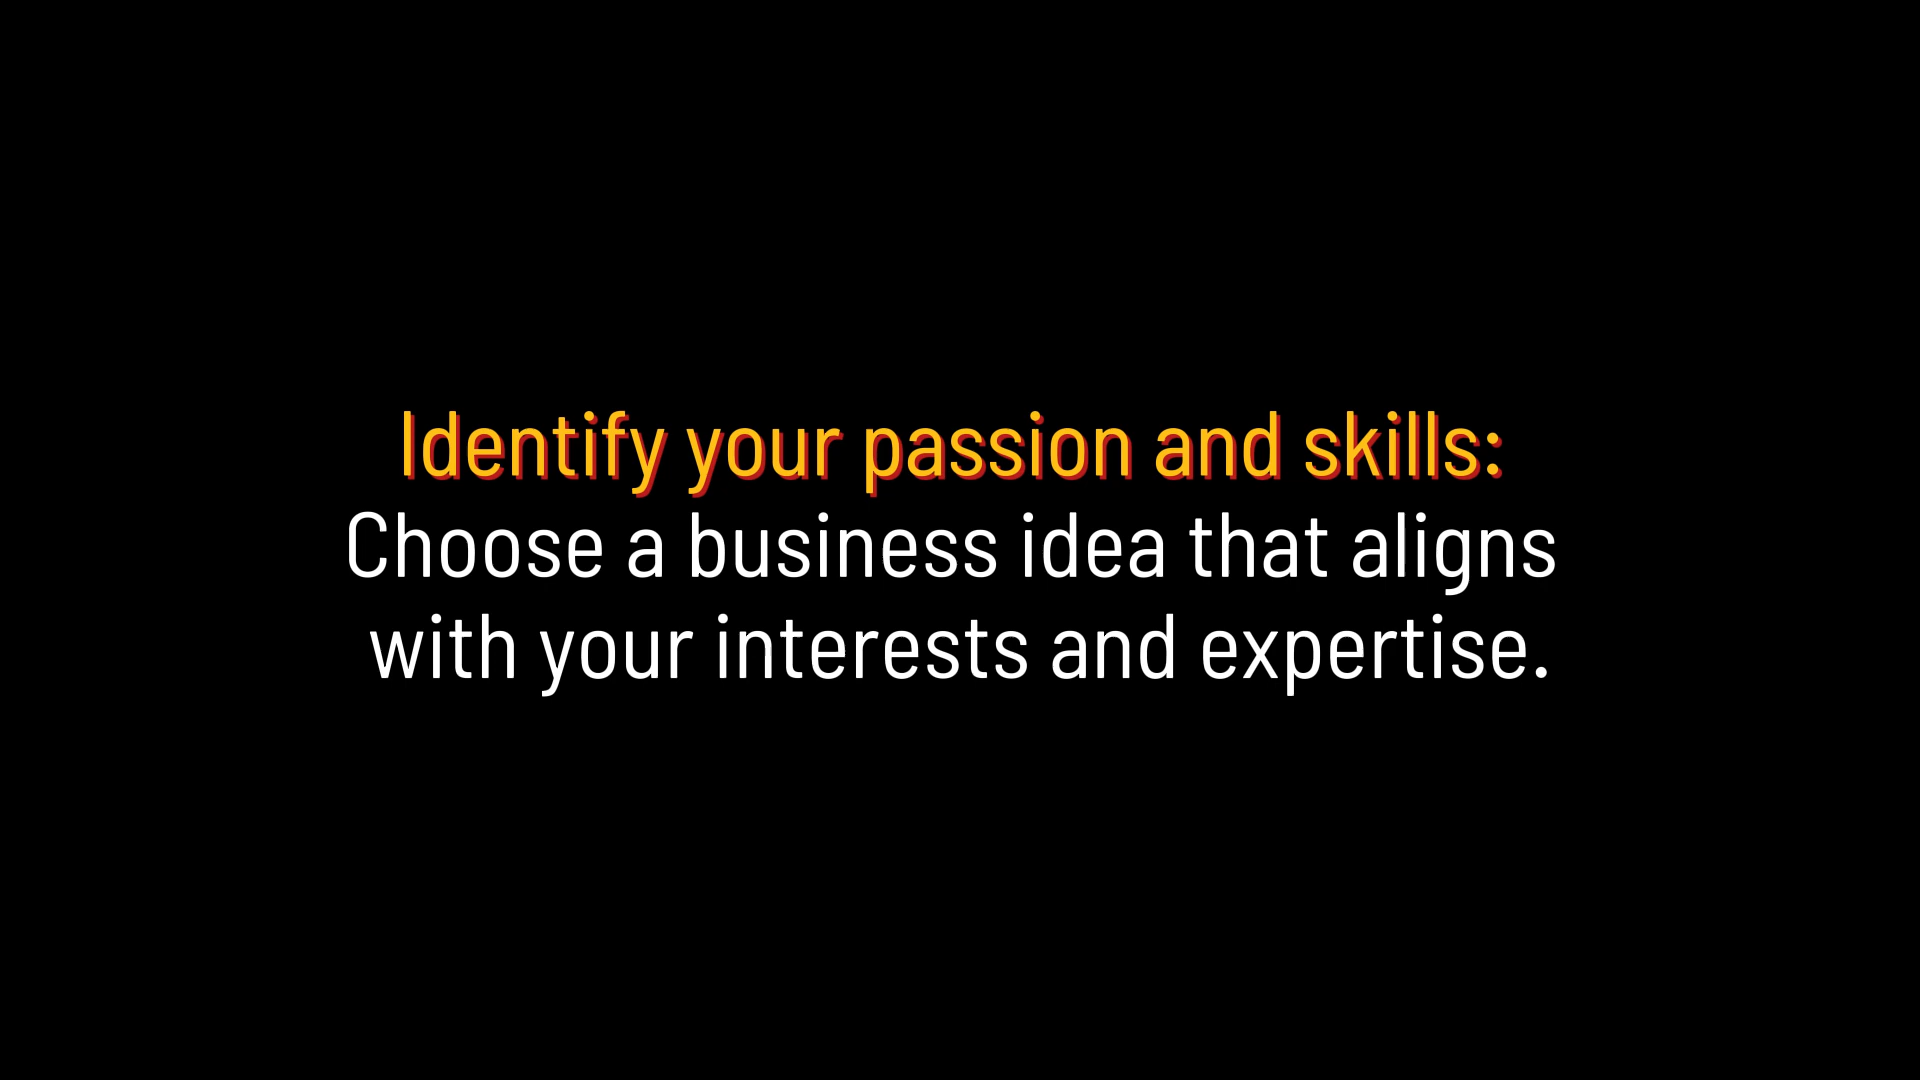 Identify your passion and skills:
Choose a business idea that aligns
with your interests and expertise.